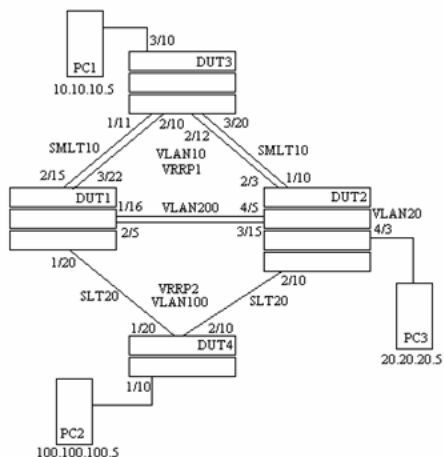 3/10
PC1
DUT3
10.10.10.5
1/11
2/10
3/20
2/12
SMLT10
VLAN10
SMLT10
VRRP1
2/15
3/22
2/3
1/10
DUT1
DUT2
1/16
VLAN200
4/5
VLAN20
2/5
3/15
4/3
1/20
2/10
VRRP2
SLT20
VLAN100
SLT20
1/20
2/10
PC3
DUT4
20.20.20.5
1/10
PC2
100.100.100.5